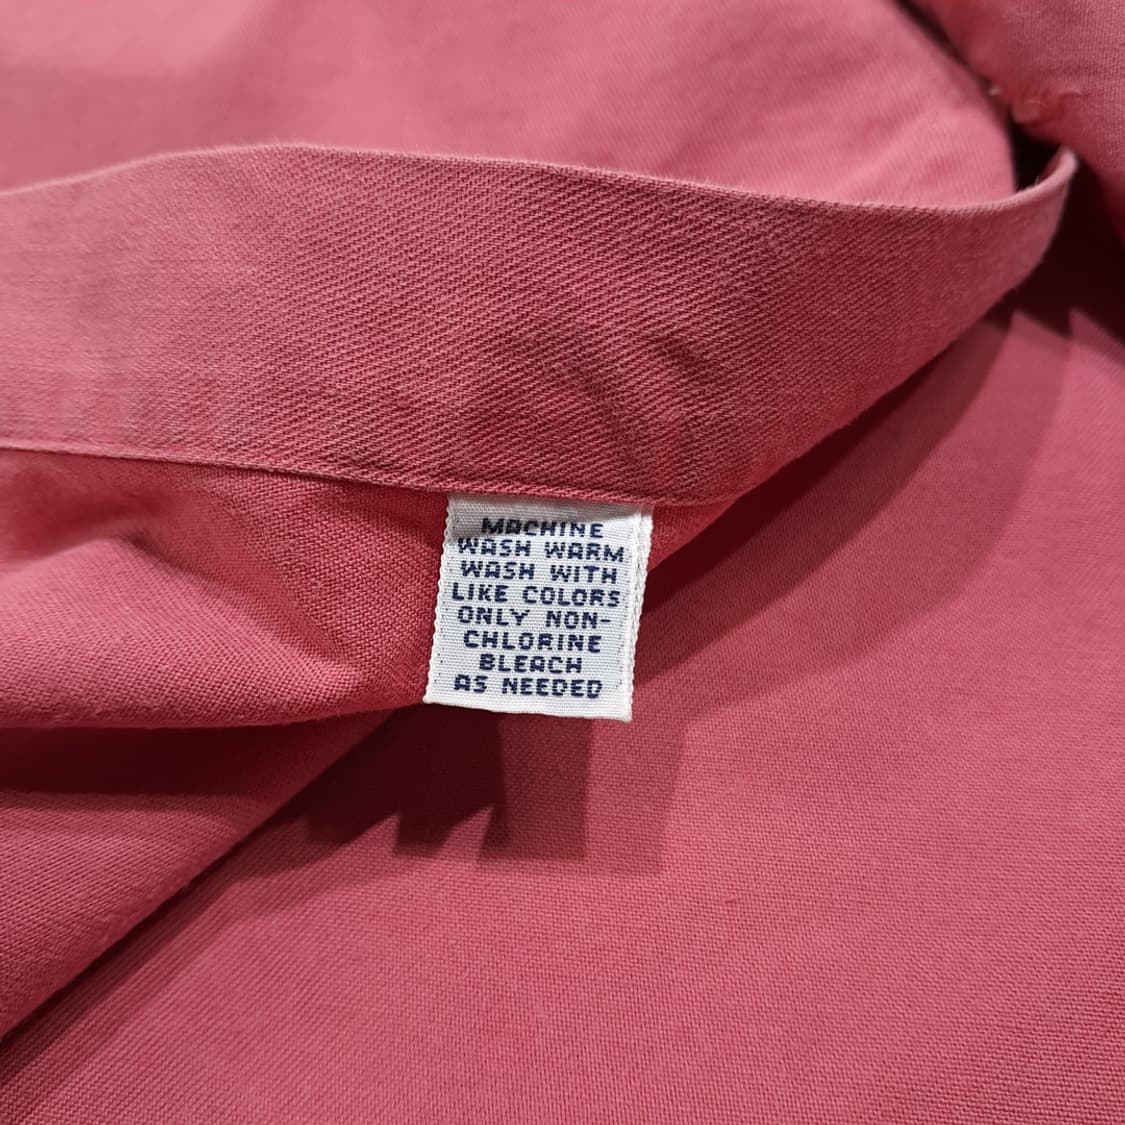 MACHINE
WASH WARM
WASH WITH
LIKE COLORS
ONLY NON-
CHLORINE
BLEACH
AS NEEDED